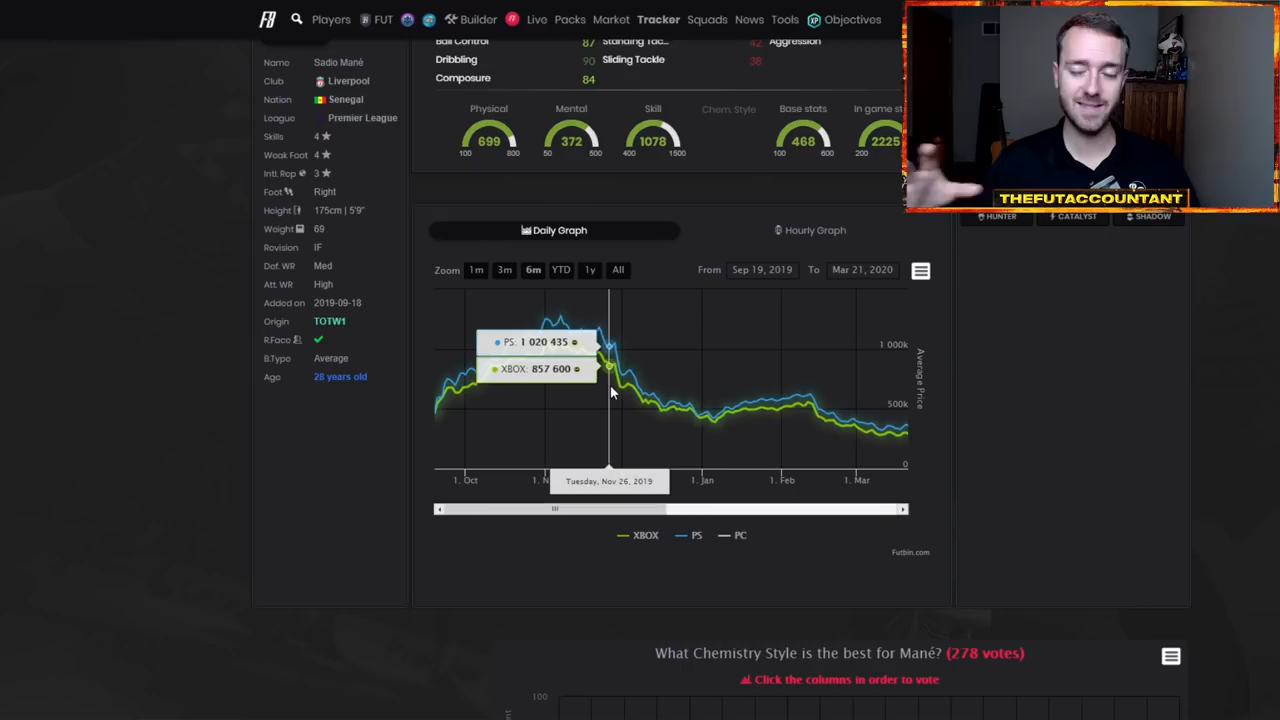 Players FUT Builder Live Packs Market Tracker Squads News Tools XP Objectives
Ball Control 87 Standing Tac... 42 Aggression
Dribbling 90 Sliding Tackle 38
Composure 84
Name Sadio Mané
Club Liverpool
Nation Senegal
League Premier League
Skills 4★
Weak Foot 4★
Intl.Rep 3★
Foot Right
Height 175cm | 5'9"
Weight 69
Revision IF
Def. WR Med
Att. WR High
Added on 2019-09-18
Origin TOTW1
R.Face
B.Type Average
Age 28 years old
Physical Mental Skill Chem. Style Base stats In game st
699 372 1078 468 2225
100 800 50 500 400 1500 100 600 200
THEFUTACCOUNTANT
HUNTER CATALYST SHADOW
Daily Graph Hourly Graph
Zoom 1m 3m 6m YTD 1y All From Sep 19, 2019 To Mar 21, 2020
PS: 1 020 435
XBOX: 857 600
1 000k
500k
0
Average Price
1. Oct 1. N 1. Jan 1. Feb 1. Mar
Tuesday, Nov 26, 2019
XBOX PS PC
Futbin.com
What Chemistry Style is the best for Mané? (278 votes)
Click the columns in order to vote
100